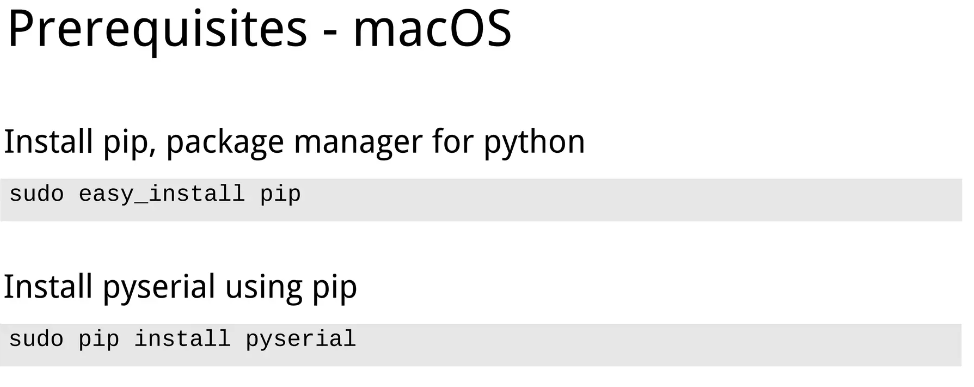 Prerequisites - macOS
Install pip, package manager for python
sudo easy_install pip
Install pyserial using pip
sudo pip install pyserial